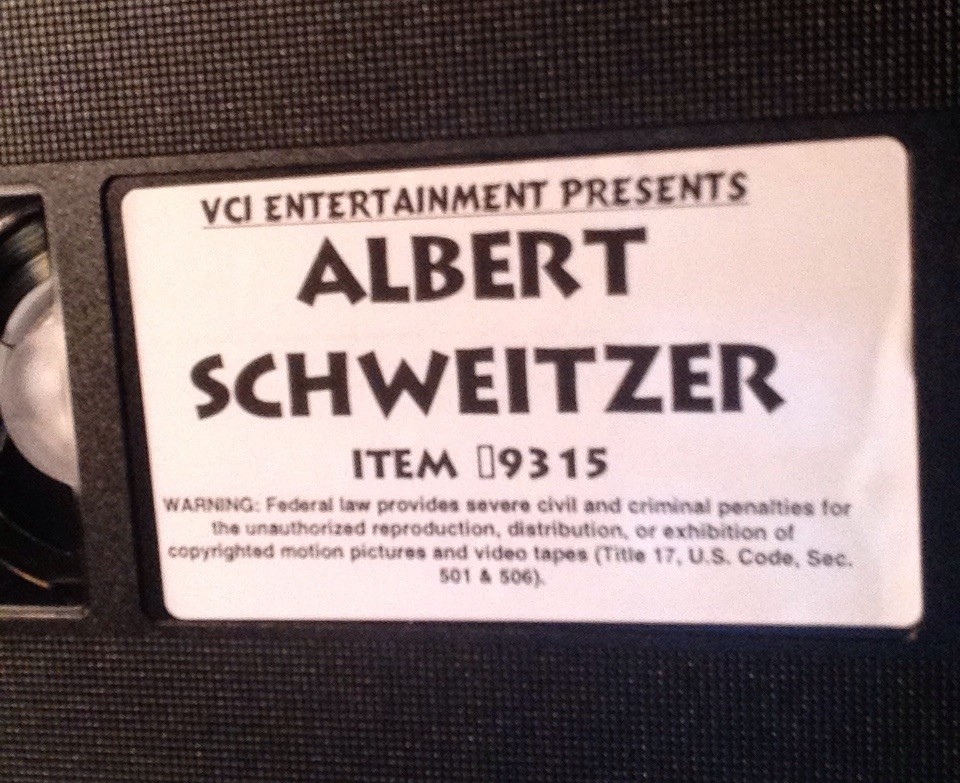 VCI ENTERTAINMENT PRESENTS
ALBERT
SCHWEITZER
ITEM ▯9315
WARNING: Federal law provides severe civil and criminal penalties for
the unauthorized reproduction, distribution, or exhibition of
copyrighted motion pictures and video tapes (Title 17, U.S. Code, Sec.
501 & 506).